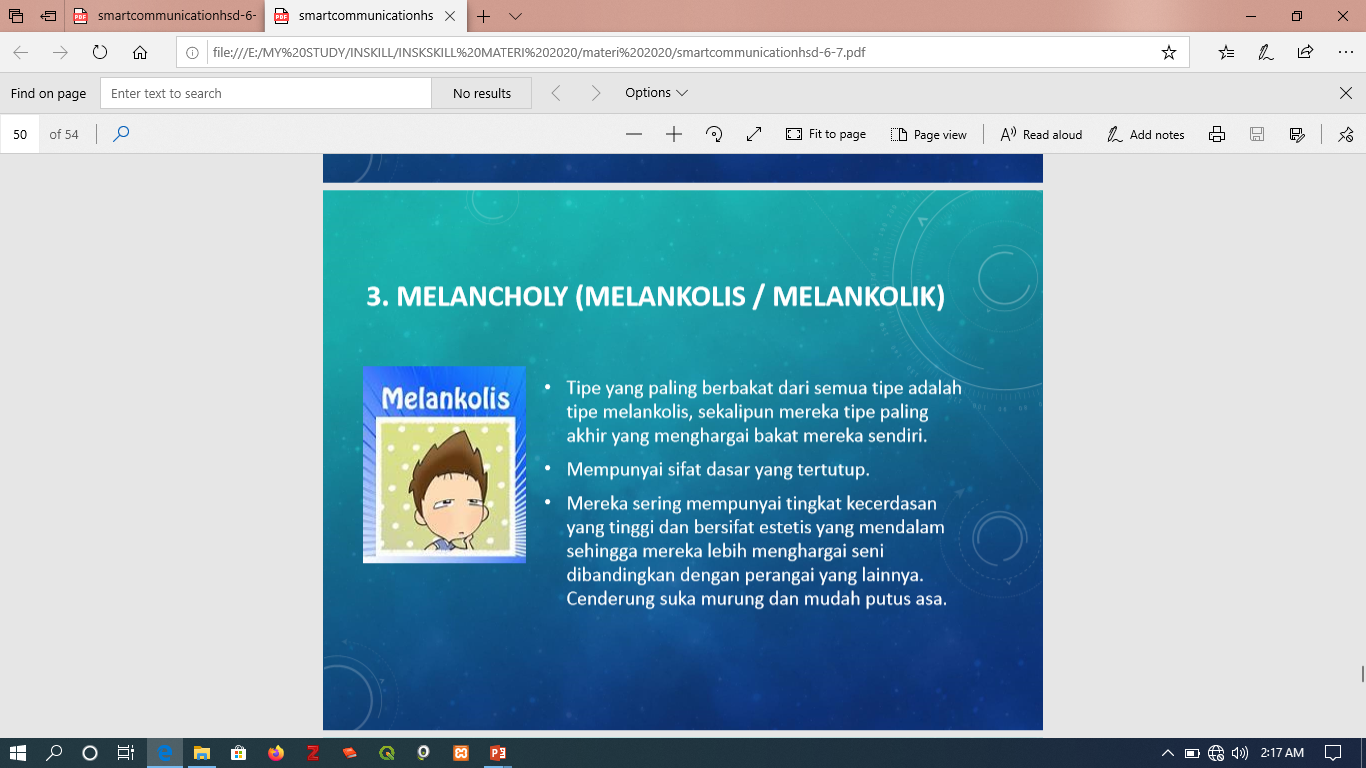 smartcommunicationhsd-6-
smartcommunicationhs
file:///E:/MY%20STUDY/INSKILL/INSKSKILL%20MATERI%202020/materi%202020/smartcommunicationhsd-6-7.pdf
Find on page
Enter text to search
No results
Options
50
of 54
Fit to page
Page view
Read aloud
Add notes
3. MELANCHOLY (MELANKOLIS / MELANKOLIK)
Melankolis
• Tipe yang paling berbakat dari semua tipe adalah
tipe melankolis, sekalipun mereka tipe paling
akhir yang menghargai bakat mereka sendiri.
• Mempunyai sifat dasar yang tertutup.
• Mereka sering mempunyai tingkat kecerdasan
yang tinggi dan bersifat estetis yang mendalam
sehingga mereka lebih menghargai seni
dibandingkan dengan perangai yang lainnya.
Cenderung suka murung dan mudah putus asa.
2:17 AM